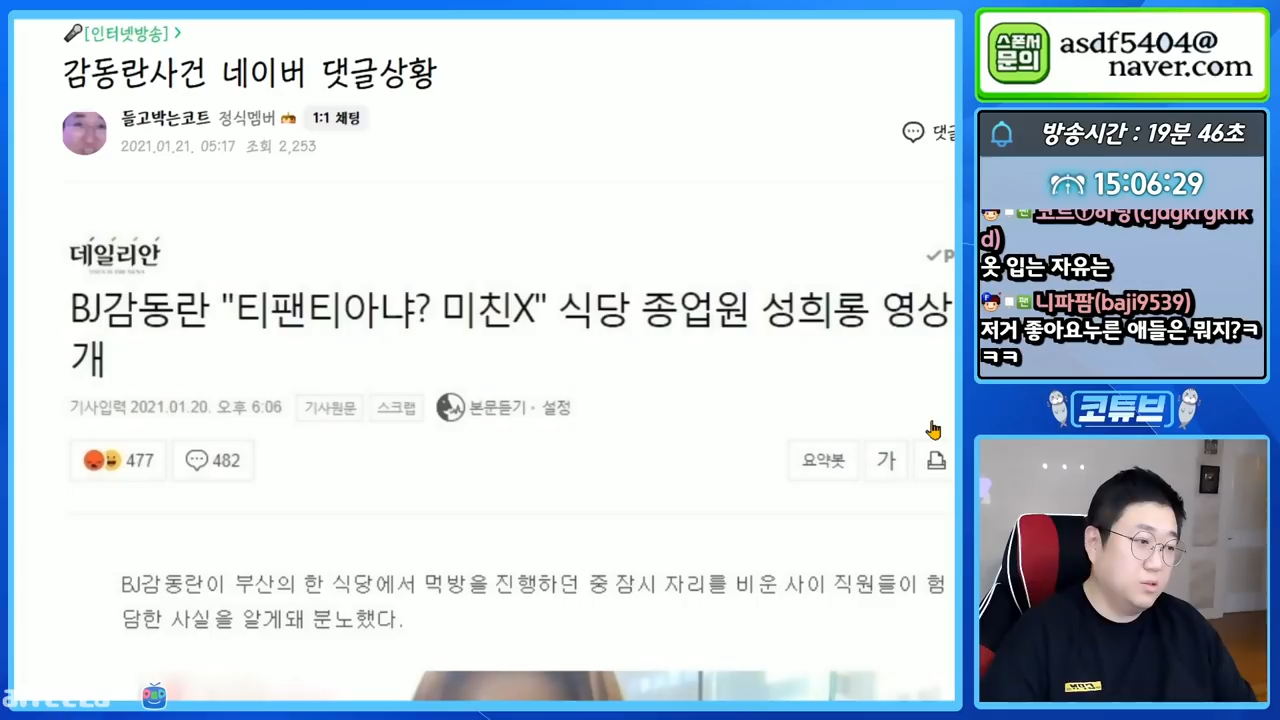 [인터넷방송] >
감동란사건 네이버 댓글상황
들고박는코트 정식멤버 1:1 채팅
2021.01.21. 05:17 조회 2,253
데일리안
BJ감동란 "티팬티아냐? 미친X" 식당 종업원 성희롱 영상
개
기사입력 2021.01.20. 오후 6:06 기사원문 스크랩 본문듣기 · 설정
477 482 요약봇 가
BJ감동란이 부산의 한 식당에서 먹방을 진행하던 중 잠시 자리를 비운 사이 직원들이 험
담한 사실을 알게돼 분노했다.
스폰서
문의
asdf5404@
naver.com
방송시간 : 19분 46초
15:06:29
d)
옷 입는 자유는
팬 니파팜(baji9539)
저거 좋아요누른 애들은 뭐지?ㅋ
ㅋㅋ
코튜브